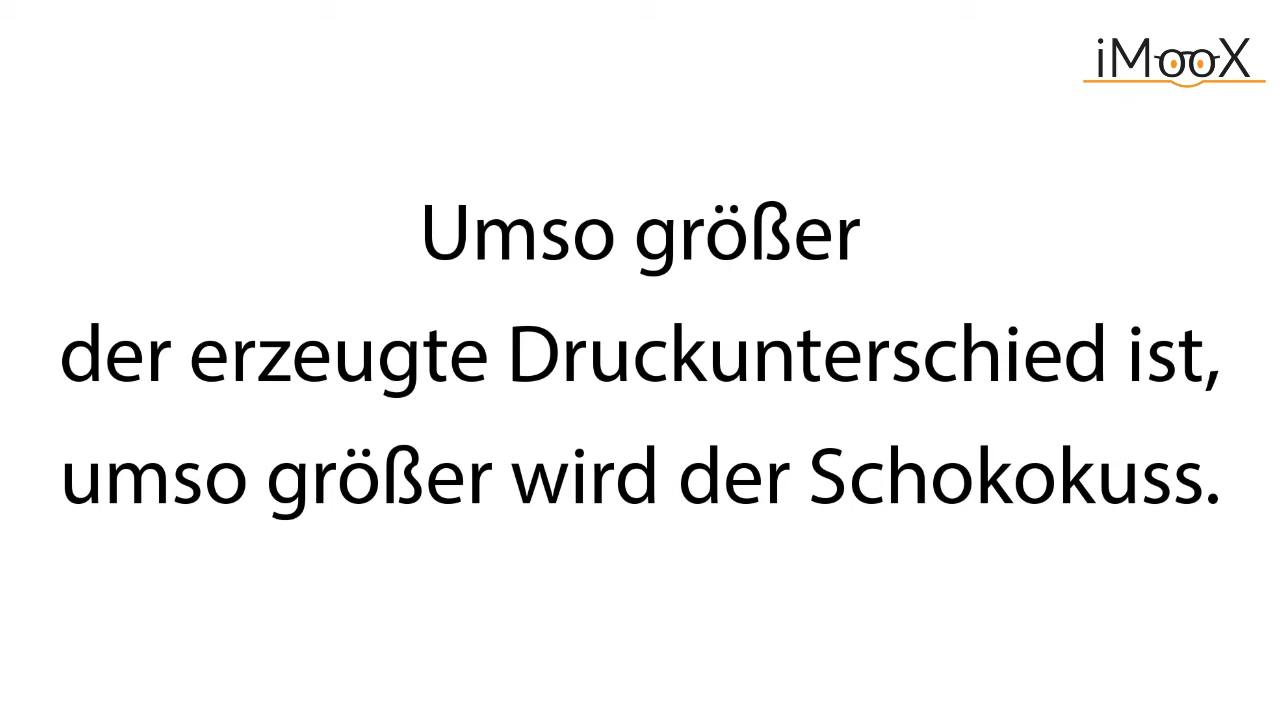 iMooX
Umso größer
der erzeugte Druckunterschied ist,
umso größer wird der Schokokuss.